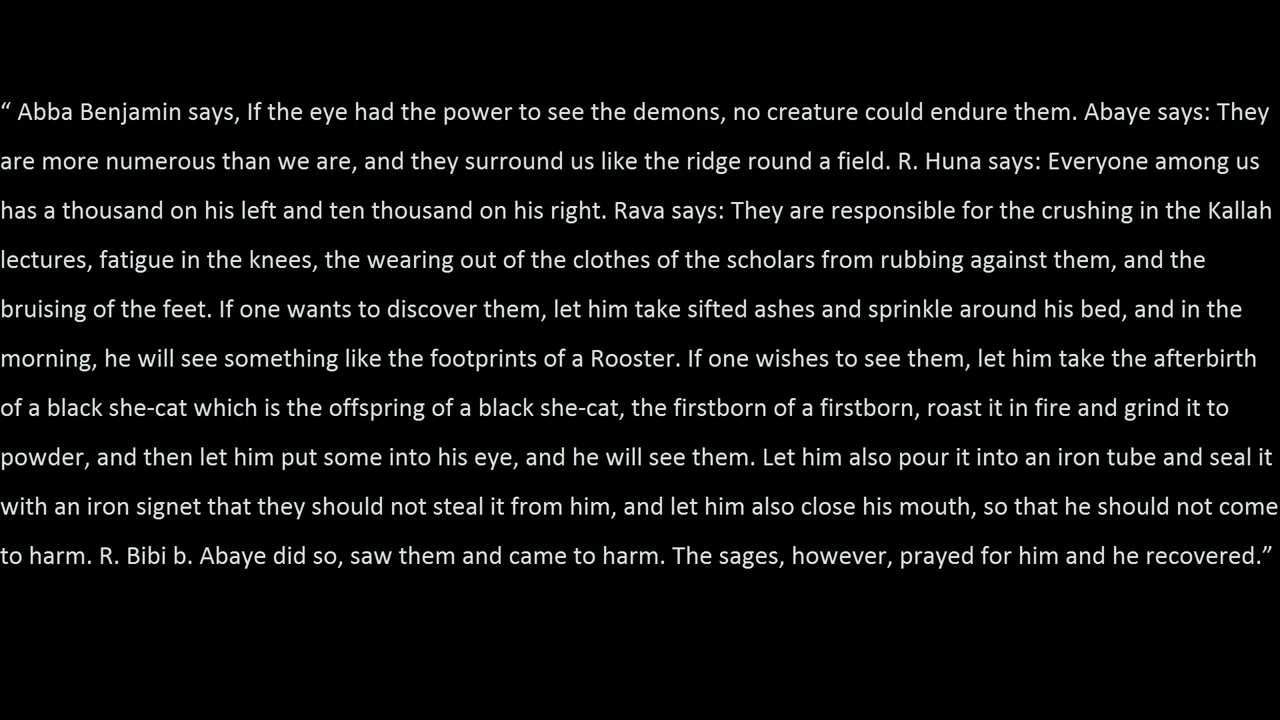 “ Abba Benjamin says, If the eye had the power to see the demons, no creature could endure them. Abaye says: They
are more numerous than we are, and they surround us like the ridge round a field. R. Huna says: Everyone among us
has a thousand on his left and ten thousand on his right. Rava says: They are responsible for the crushing in the Kallah
lectures, fatigue in the knees, the wearing out of the clothes of the scholars from rubbing against them, and the
bruising of the feet. If one wants to discover them, let him take sifted ashes and sprinkle around his bed, and in the
morning, he will see something like the footprints of a Rooster. If one wishes to see them, let him take the afterbirth
of a black she-cat which is the offspring of a black she-cat, the firstborn of a firstborn, roast it in fire and grind it to
powder, and then let him put some into his eye, and he will see them. Let him also pour it into an iron tube and seal it
with an iron signet that they should not steal it from him, and let him also close his mouth, so that he should not come
to harm. R. Bibi b. Abaye did so, saw them and came to harm. The sages, however, prayed for him and he recovered.”